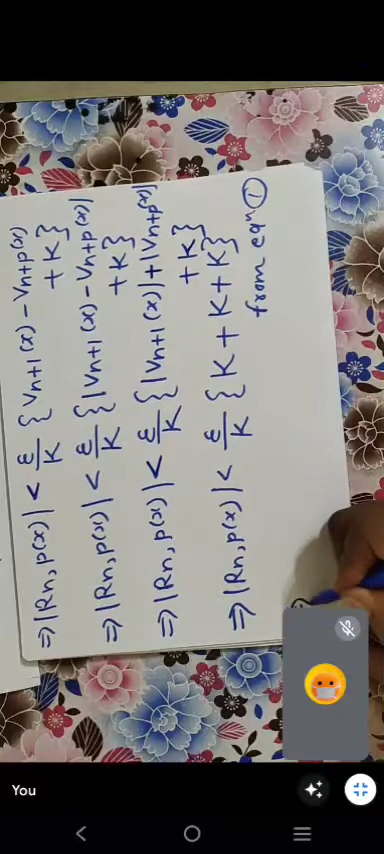 ⇒ |Rn,p(x)| < ε/K { Vn+1(x) - Vn+p(x)
+ K }
⇒ |Rn,p(x)| < ε/K { |Vn+1(x) - Vn+p(x)|
+ K }
⇒ |Rn,p(x)| < ε/K { |Vn+1(x)| + |Vn+p(x)|
+ K }
⇒ |Rn,p(x)| < ε/K { K + K + K }
from eqn ①
You